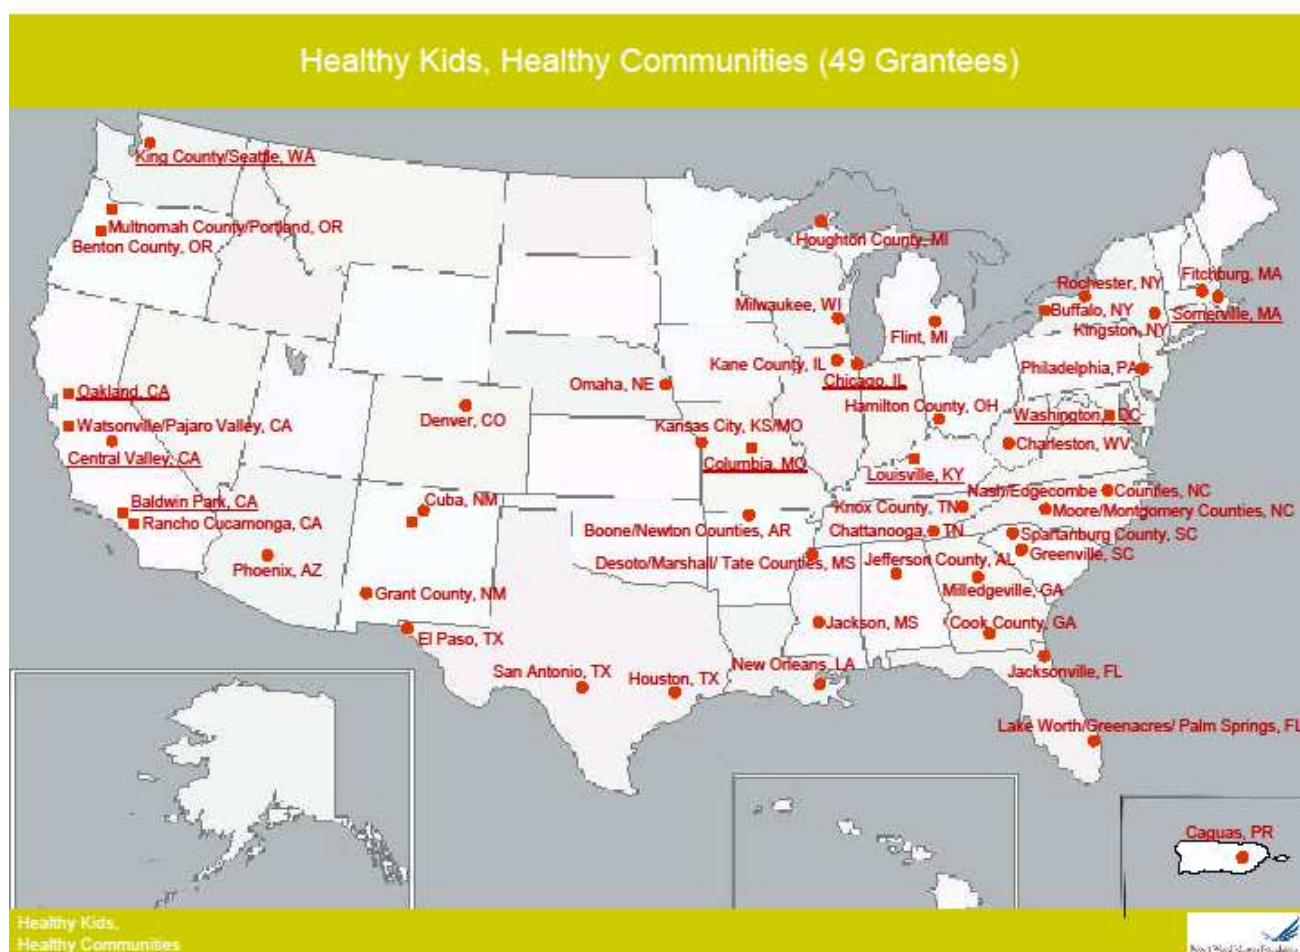 Healthy Kids, Healthy Communities (49 Grantees)
King County/Seattle, WA
Multnomah County/Portland, OR
Benton County, OR
Houghton County, MI
Fitchburg, MA
Rochester, NY
Milwaukee, WI
Buffalo, NY
Somerville, MA
Flint, MI
Kingston, NY
Kane County, IL
Philadelphia, PA
Omaha, NE
Chicago, IL
Oakland, CA
Hamilton County, OH
Denver, CO
Washington, DC
Watsonville/Pajaro Valley, CA
Kansas City, KS/MO
Charleston, WV
Central Valley, CA
Columbia, MO
Louisville, KY
Nash/Edgecombe Counties, NC
Baldwin Park, CA
Cuba, NM
Knox County, TN
Moore/Montgomery Counties, NC
Rancho Cucamonga, CA
Boone/Newton Counties, AR
Chattanooga, TN
Spartanburg County, SC
Greenville, SC
Phoenix, AZ
Desoto/Marshall/ Tate Counties, MS
Jefferson County, AL
Milledgeville, GA
Grant County, NM
Jackson, MS
Cook County, GA
El Paso, TX
San Antonio, TX
Houston, TX
New Orleans, LA
Jacksonville, FL
Lake Worth/Greenacres/ Palm Springs, FL
Caguas, PR
Healthy Kids,
Healthy Communities